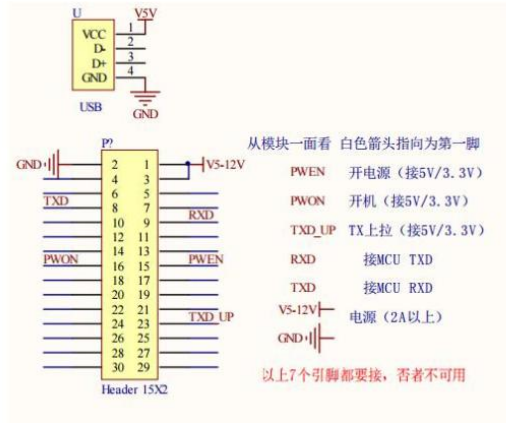 U
V5V
VCC 1
D- 2
D+ 3
GND 4
USB
GND
P?
GND 2 1 V5-12V
4 3
6 5
TXD 8 7
10 9 RXD
12 11
14 13
PWON 16 15 PWEN
18 17
20 19
22 21
24 23 TXD_UP
26 25
28 27
30 29
Header 15X2
从模块一面看 白色箭头指向为第一脚
PWEN 开电源（接5V/3.3V）
PWON 开机（接5V/3.3V）
TXD_UP TX上拉（接5V/3.3V）
RXD 接MCU TXD
TXD 接MCU RXD
V5-12V
电源（2A以上）
GND
以上7个引脚都要接，否者不可用